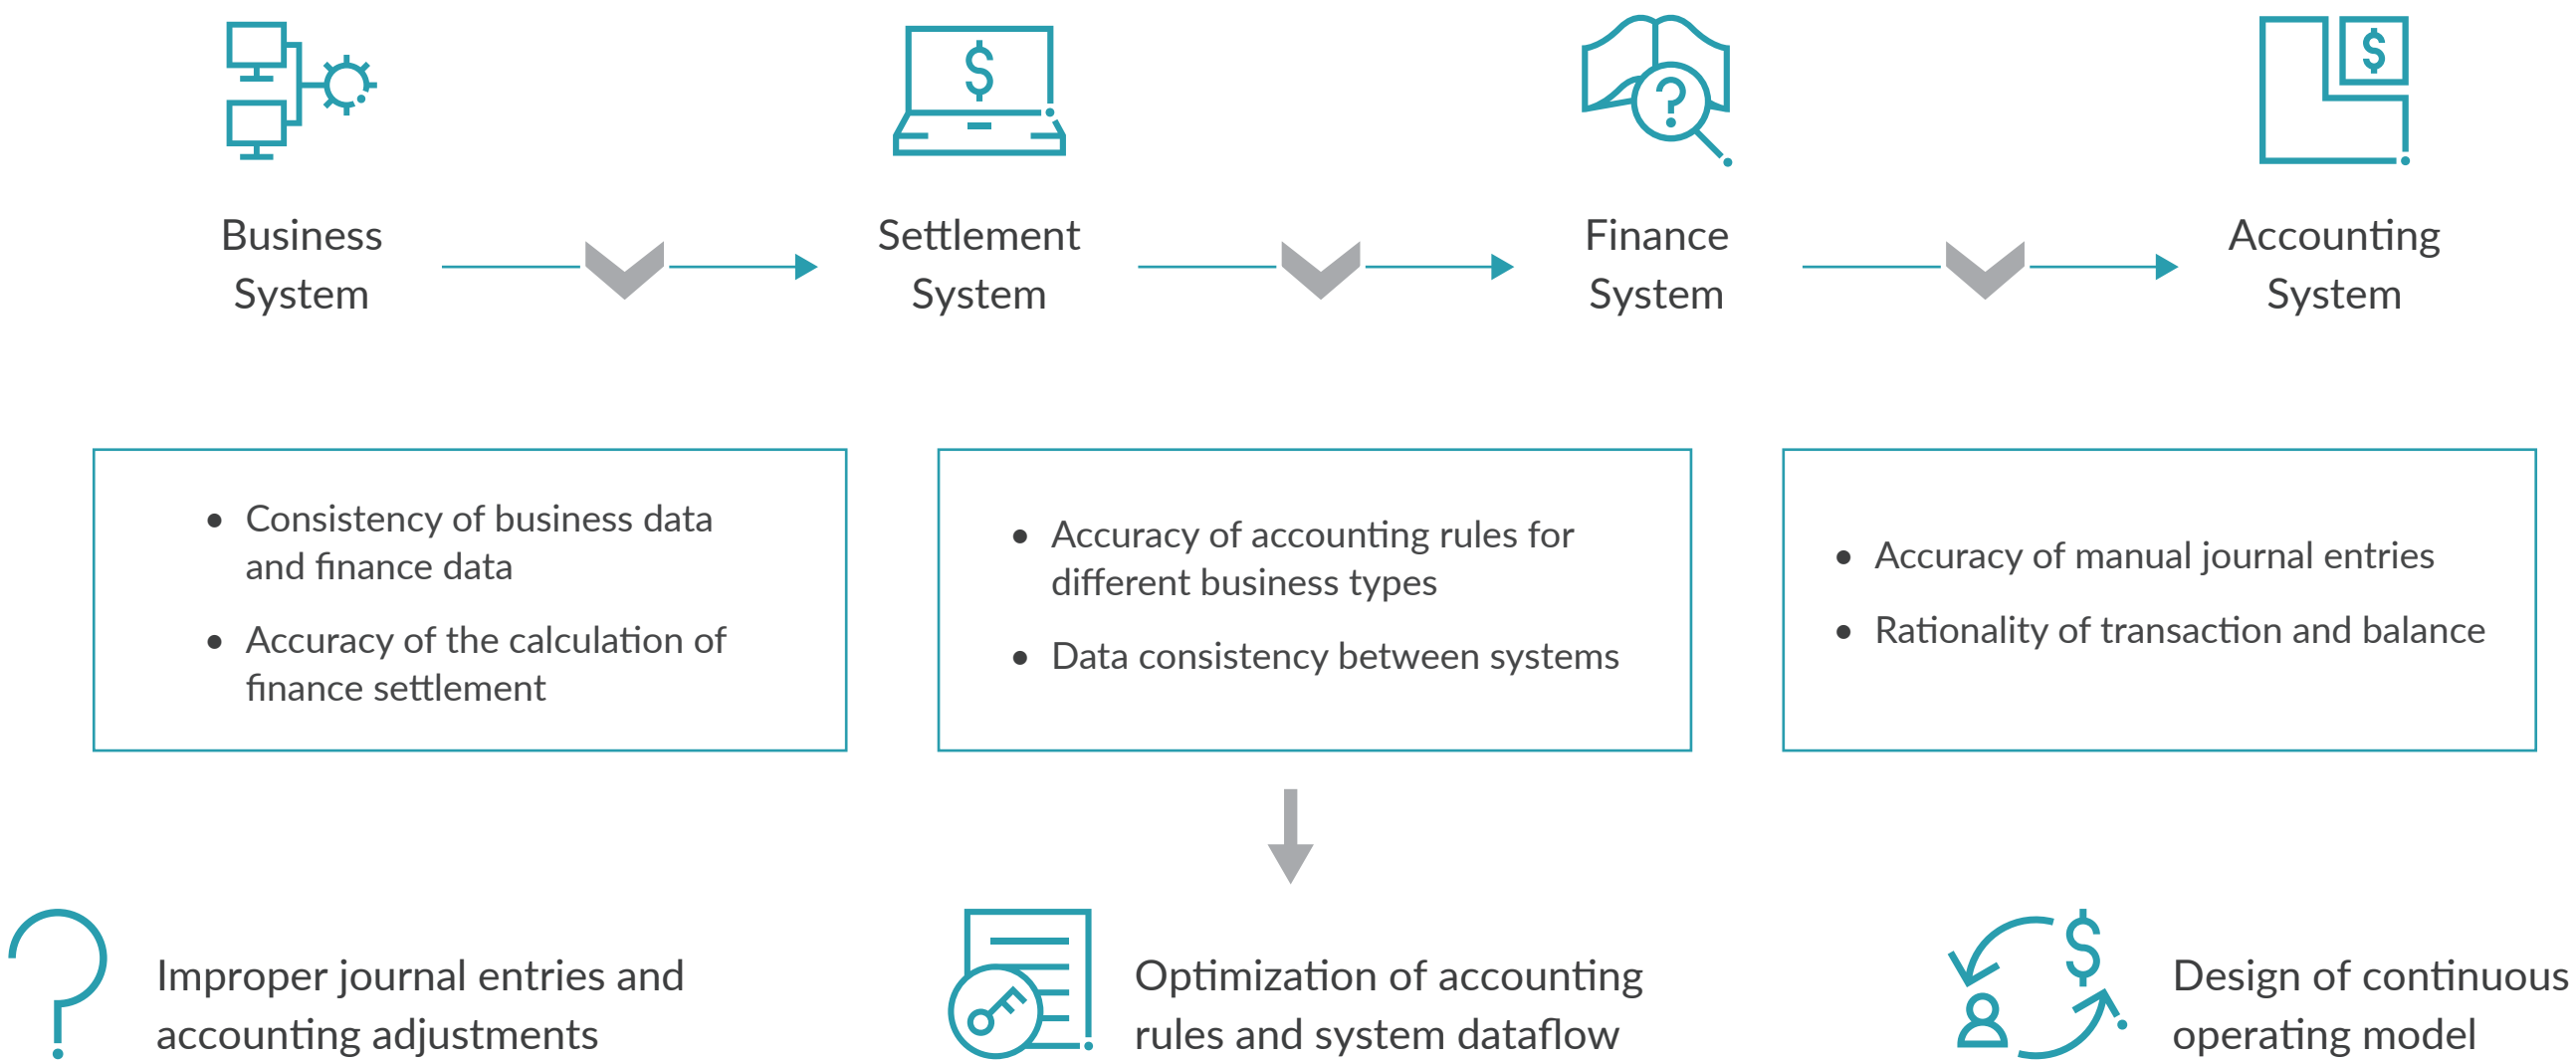 Business
System
Settlement
System
Finance
System
Accounting
System
• Consistency of business data
and finance data
• Accuracy of the calculation of
finance settlement
• Accuracy of accounting rules for
different business types
• Data consistency between systems
• Accuracy of manual journal entries
• Rationality of transaction and balance
Improper journal entries and
accounting adjustments
Optimization of accounting
rules and system dataflow
Design of continuous
operating model